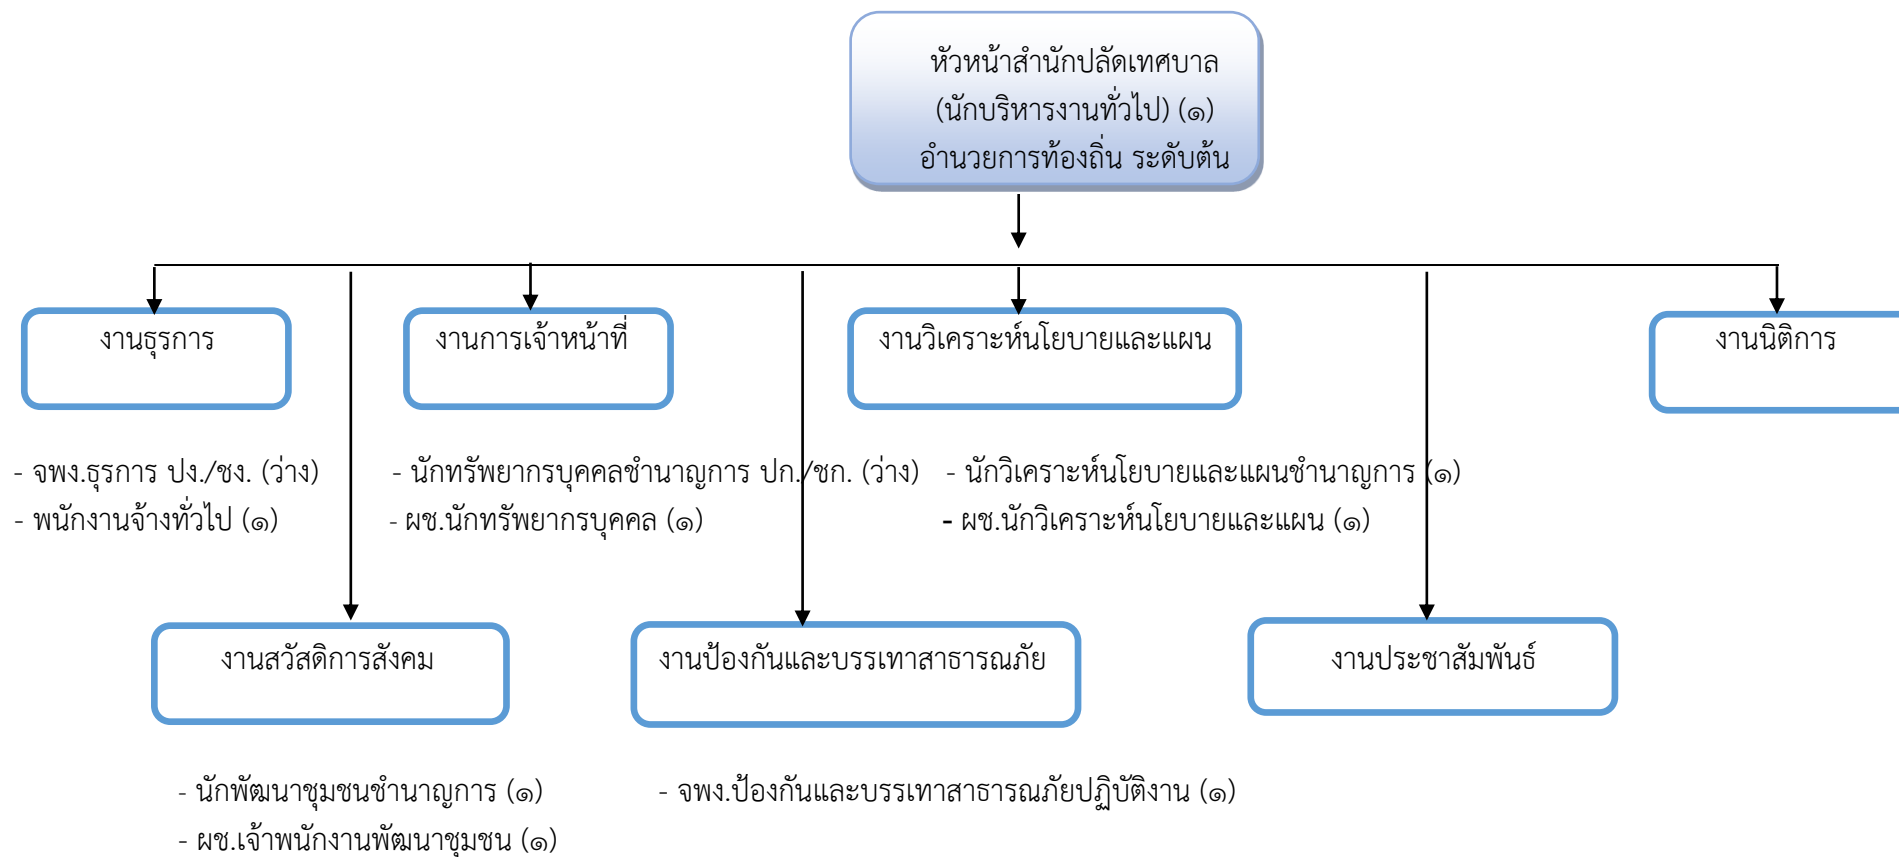 หัวหน้าสำนักปลัดเทศบาล
(นักบริหารงานทั่วไป) (๑)
อำนวยการท้องถิ่น ระดับต้น
งานธุรการ
งานการเจ้าหน้าที่
งานวิเคราะห์นโยบายและแผน
งานนิติการ
- จพง.ธุรการ ปง./ชง. (ว่าง)
- พนักงานจ้างทั่วไป (๑)
- นักทรัพยากรบุคคลชำนาญการ ปก./ชก. (ว่าง)
- ผช.นักทรัพยากรบุคคล (๑)
- นักวิเคราะห์นโยบายและแผนชำนาญการ (๑)
- ผช.นักวิเคราะห์นโยบายและแผน (๑)
งานสวัสดิการสังคม
งานป้องกันและบรรเทาสาธารณภัย
งานประชาสัมพันธ์
- นักพัฒนาชุมชนชำนาญการ (๑)
- ผช.เจ้าพนักงานพัฒนาชุมชน (๑)
- จพง.ป้องกันและบรรเทาสาธารณภัยปฏิบัติงาน (๑)